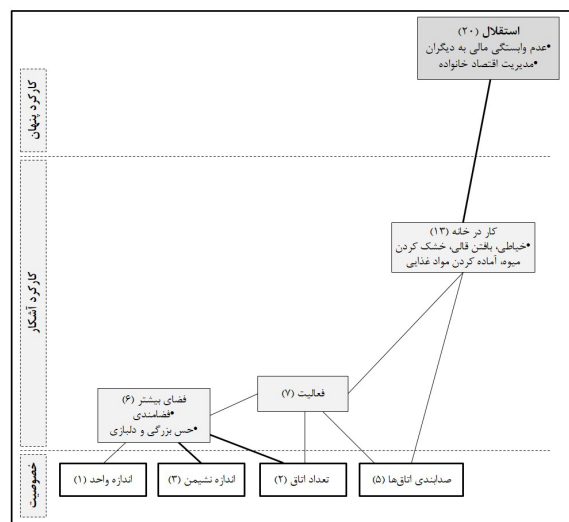 استقلال (۲۰)
•عدم وابستگی مالی به دیگران
•مدیریت اقتصاد خانواده
کارکرد پنهان
کار در خانه (۱۳)
•خیاطی، بافتن قالی، خشک کردن
میوه، آماده کردن مواد غذایی
کارکرد آشکار
فعالیت (۷)
فضای بیشتر (۶)
•فضامندی
•حس بزرگی و دلبازی
صدابندی اتاق‌ها (۵)
تعداد اتاق (۲)
اندازه نشیمن (۳)
اندازه واحد (۱)
خصوصیت